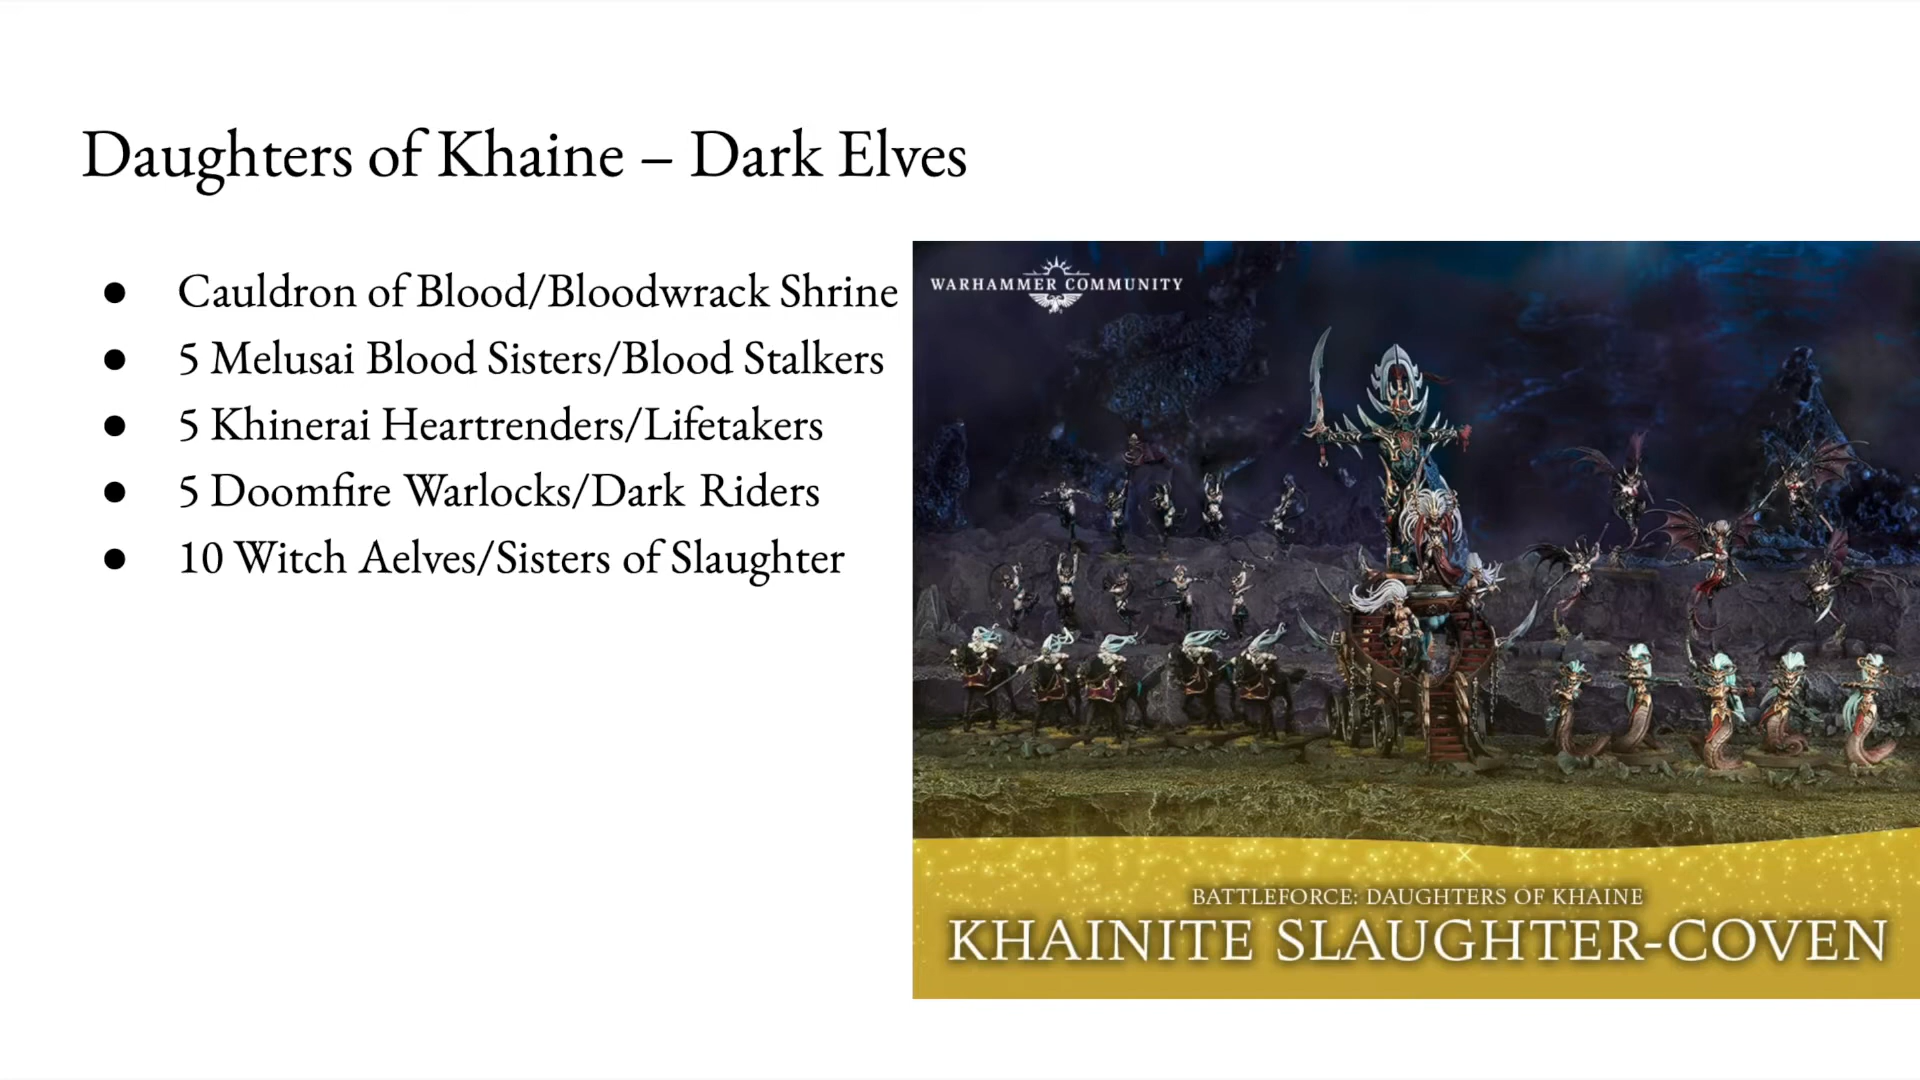 Daughters of Khaine – Dark Elves
● Cauldron of Blood/Bloodwrack Shrine
● 5 Melusai Blood Sisters/Blood Stalkers
● 5 Khinerai Heartrenders/Lifetakers
● 5 Doomfire Warlocks/Dark Riders
● 10 Witch Aelves/Sisters of Slaughter
WARHAMMER COMMUNITY
BATTLEFORCE: DAUGHTERS OF KHAINE
KHAINITE SLAUGHTER-COVEN